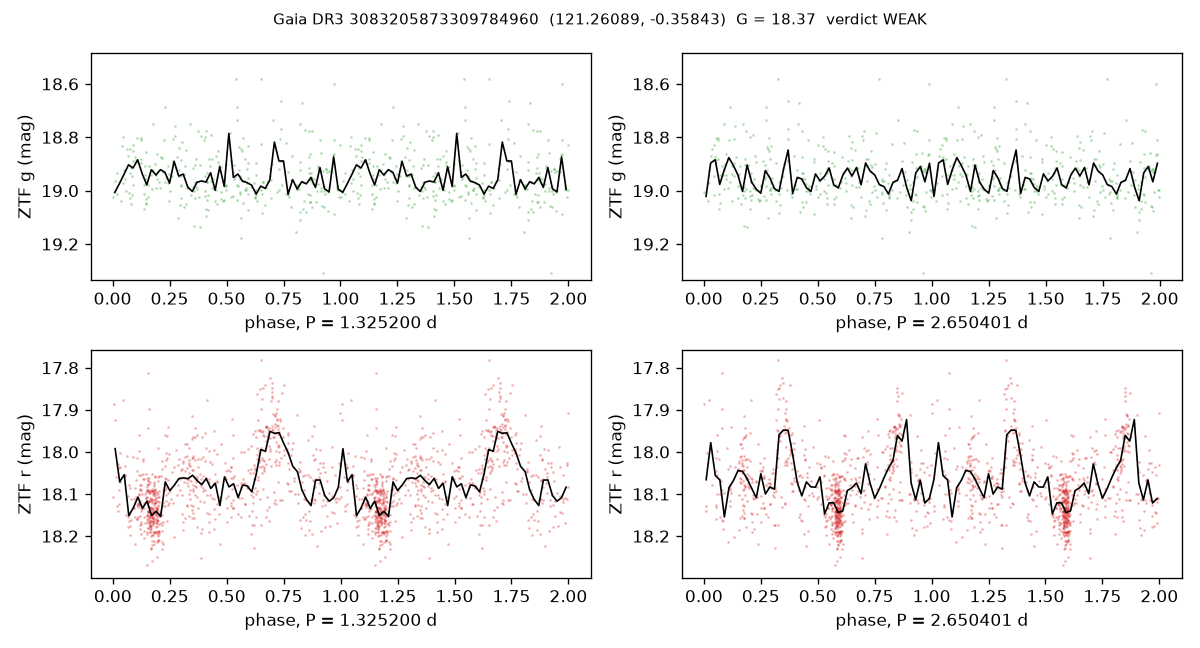 Gaia DR3 3083205873309784960 (121.26089, -0.35843) G = 18.37 verdict WEAK
ZTF g (mag)
18.6
18.8
19.0
19.2
0.00 0.25 0.50 0.75 1.00 1.25 1.50 1.75 2.00
phase, P = 1.325200 d
ZTF g (mag)
18.6
18.8
19.0
19.2
0.00 0.25 0.50 0.75 1.00 1.25 1.50 1.75 2.00
phase, P = 2.650401 d
ZTF r (mag)
17.8
17.9
18.0
18.1
18.2
0.00 0.25 0.50 0.75 1.00 1.25 1.50 1.75 2.00
phase, P = 1.325200 d
ZTF r (mag)
17.8
17.9
18.0
18.1
18.2
0.00 0.25 0.50 0.75 1.00 1.25 1.50 1.75 2.00
phase, P = 2.650401 d